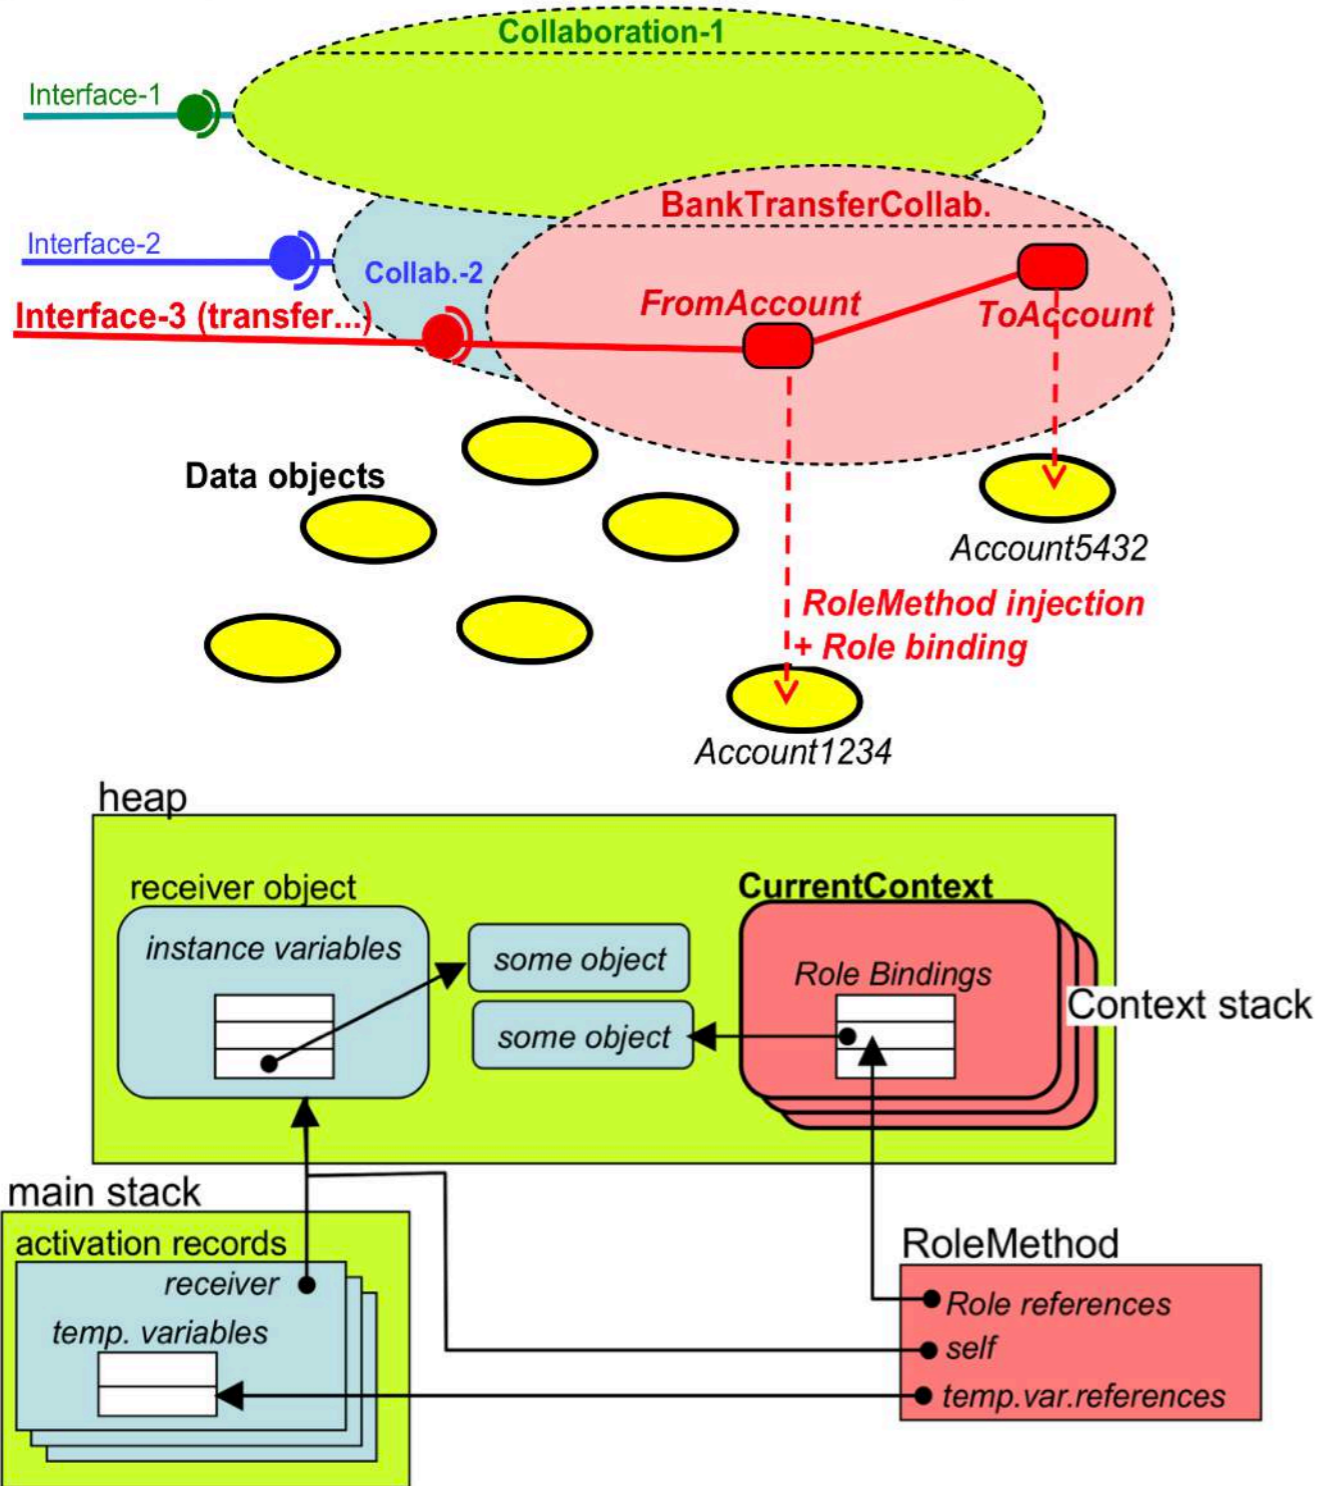 Collaboration-1
Interface-1
BankTransferCollab.
Interface-2
Collab.-2
FromAccount
Interface-3 (transfer...)
ToAccount
Data objects
Account5432
RoleMethod injection
+ Role binding
Account1234
heap
receiver object
CurrentContext
instance variables
some object
Role Bindings
Context stack
some object
main stack
activation records
RoleMethod
receiver
Role references
temp. variables
self
temp.var.references